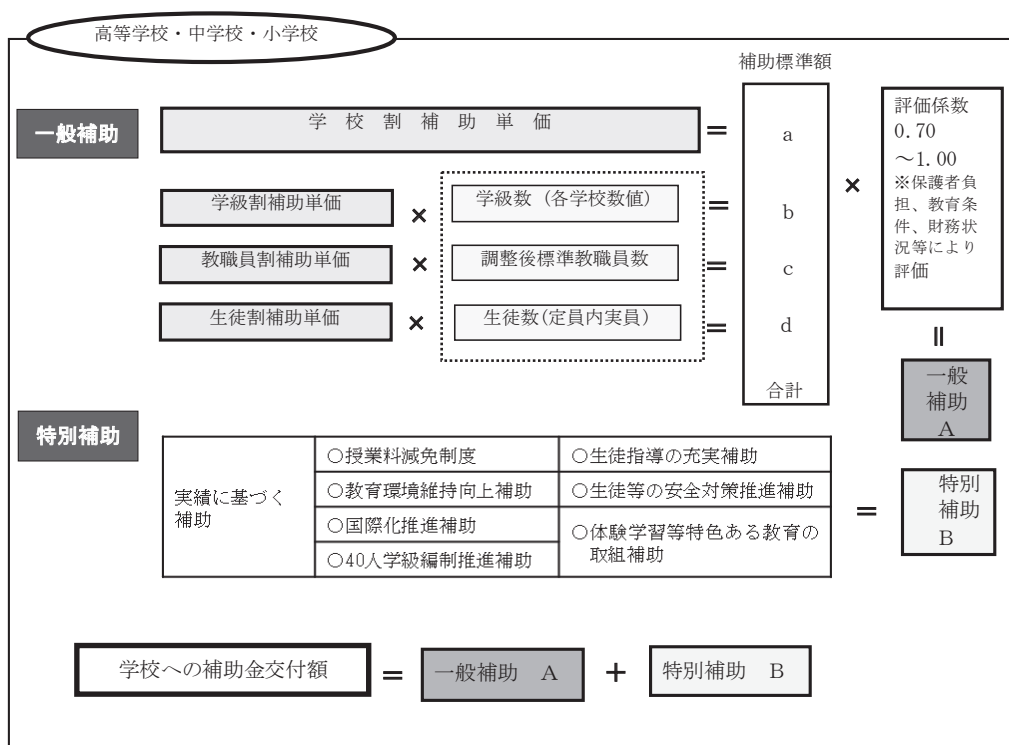 高等学校・中学校・小学校
補助標準額
一般補助
学 校 割 補 助 単 価
＝
a
×
評価係数
0.70
～1.00
※保護者負
担、教育条
件、財務状
況等により
評価
学級割補助単価
×
学級数（各学校数値）
＝
b
教職員割補助単価
×
調整後標準教職員数
＝
c
生徒割補助単価
×
生徒数(定員内実員)
＝
d
合計
＝
一般
補助
A
特別補助
実績に基づく
補助
○授業料減免制度
○生徒指導の充実補助
○教育環境維持向上補助
○生徒等の安全対策推進補助
○国際化推進補助
○体験学習等特色ある教育の
取組補助
○40人学級編制推進補助
＝
特別
補助
B
学校への補助金交付額 ＝ 一般補助 A ＋ 特別補助 B